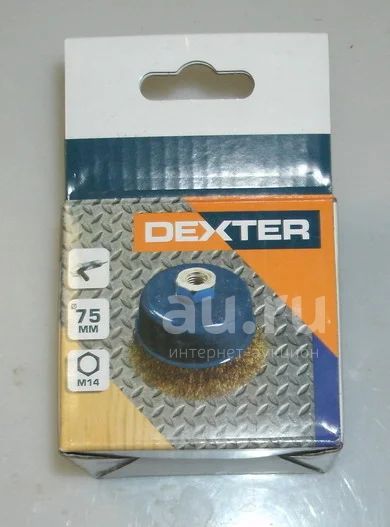 DEXTER
⌀ 75
MM
M14
au.ru
интернет-аукцион